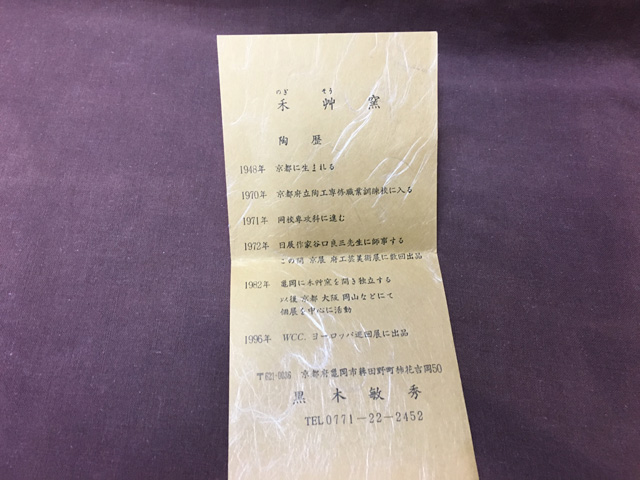 のぎ そう
禾 艸 窯
陶 歴
1948年 京都に生まれる
1970年 京都府立陶工専修職業訓練校に入る
1971年 同校専攻科に進む
1972年 日展作家谷口良三先生に師事する
この間 京展 府工芸美術展に数回出品
1982年 亀岡に禾艸窯を開き独立する
以後 京都 大阪 岡山などにて
個展を中心に活動
1996年 WCC. ヨーロッパ巡回展に出品
京都府亀岡市稗田野町柿花宮岡50
黒 木 敏 秀
TEL0771-22-2452